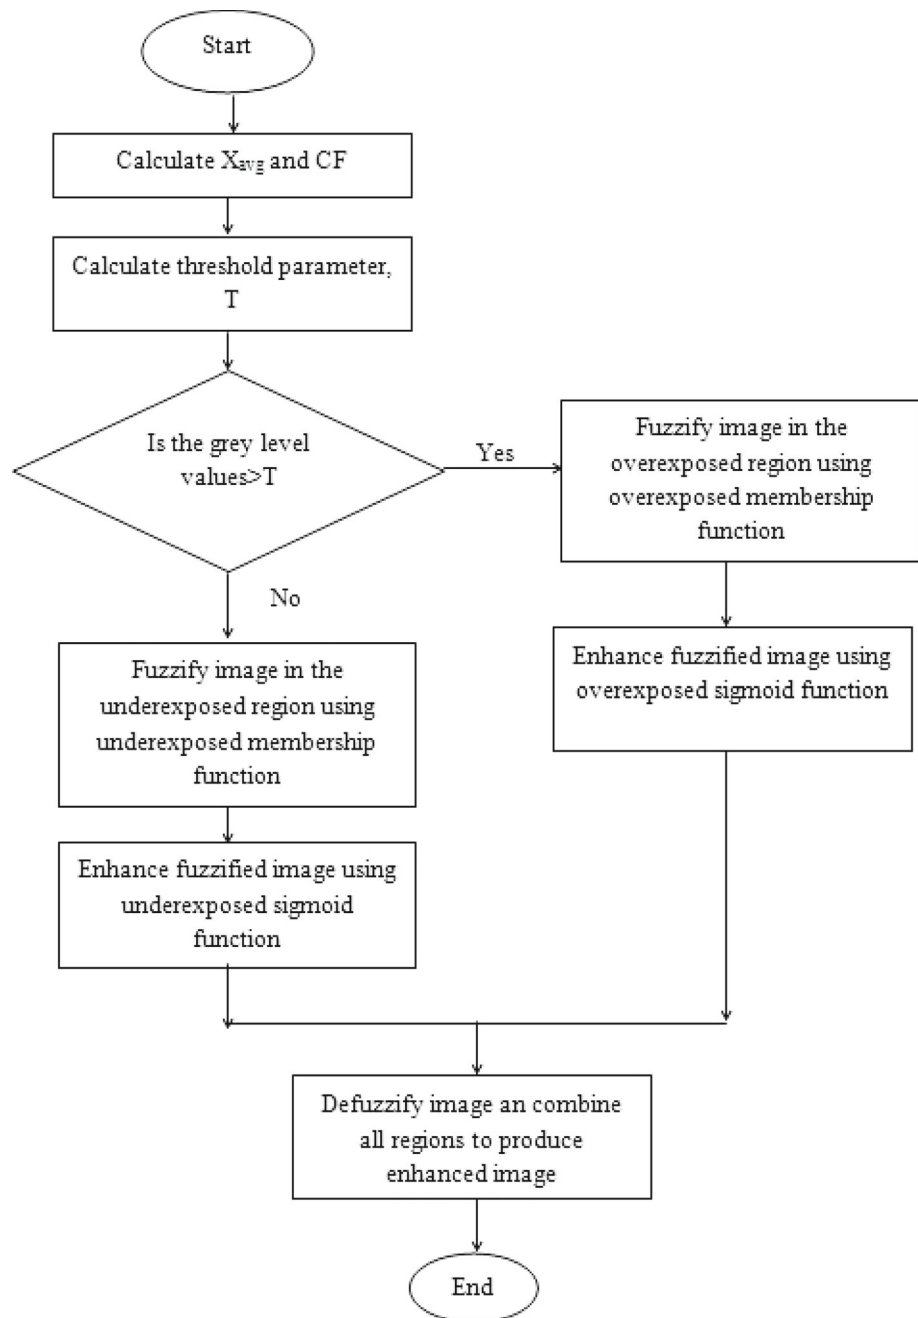 Start
Calculate Xavg and CF
Calculate threshold parameter,
T
Is the grey level
values>T
Yes
Fuzzify image in the
overexposed region using
overexposed membership
function
No
Enhance fuzzified image using
overexposed sigmoid function
Fuzzify image in the
underexposed region using
underexposed membership
function
Enhance fuzzified image using
underexposed sigmoid
function
Defuzzify image an combine
all regions to produce
enhanced image
End